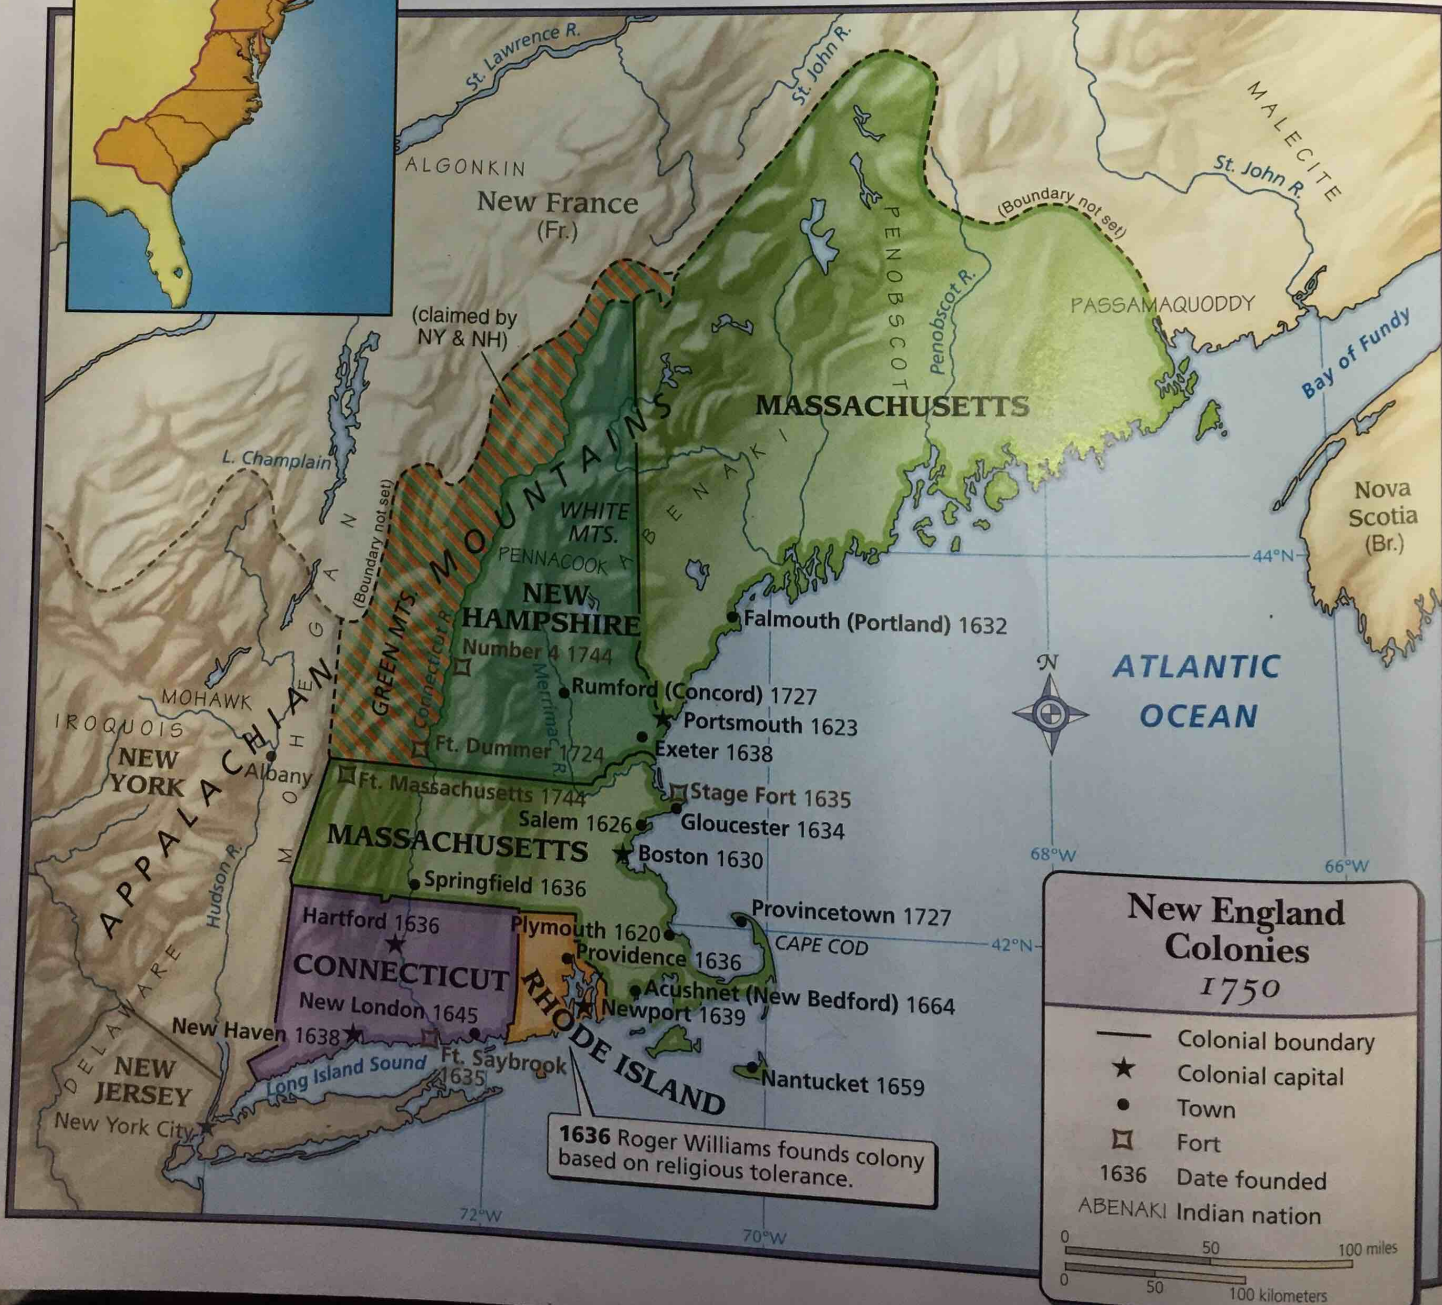 St. Lawrence R.
St. John R.
MALECITE
St. John R.
ALGONKIN
New France
(Fr.)
(Boundary not set)
PENOBSCOT
Penobscot R.
PASSAMAQUODDY
Bay of Fundy
(claimed by
NY & NH)
MASSACHUSETTS
L. Champlain
(Boundary not set)
APPALACHIAN MOUNTAINS
WHITE
MTS.
ABENAKI
PENNACOOK
Nova
Scotia
(Br.)
44°N
NEW
HAMPSHIRE
GREEN MTS.
Connecticut R.
Merrimac R.
Number 4 1744
Falmouth (Portland) 1632
N
ATLANTIC
OCEAN
MOHEGAN
MOHAWK
IROQUOIS
NEW
YORK
Albany
Rumford (Concord) 1727
Portsmouth 1623
Exeter 1638
Ft. Dummer 1724
Ft. Massachusetts 1744
Stage Fort 1635
Gloucester 1634
Salem 1626
MASSACHUSETTS
Boston 1630
68°W
66°W
Springfield 1636
Hudson R.
Hartford 1636
Plymouth 1620
Provincetown 1727
CAPE COD
42°N
Providence 1636
CONNECTICUT
RHODE ISLAND
Acushnet (New Bedford) 1664
Newport 1639
New London 1645
New Haven 1638
Ft. Saybrook
1635
Long Island Sound
DELAWARE
NEW
JERSEY
New York City
Nantucket 1659
1636 Roger Williams founds colony
based on religious tolerance.
72°W
70°W
New England
Colonies
1750
Colonial boundary
Colonial capital
Town
Fort
1636 Date founded
ABENAKI Indian nation
0 50 100 miles
0 50 100 kilometers